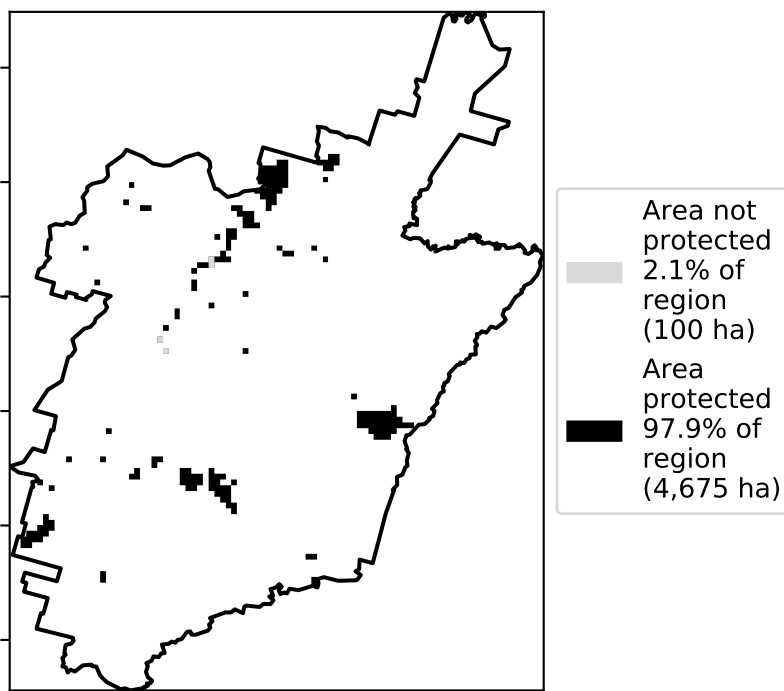 Area not
protected
2.1% of
region
(100 ha)
Area
protected
97.9% of
region
(4,675 ha)